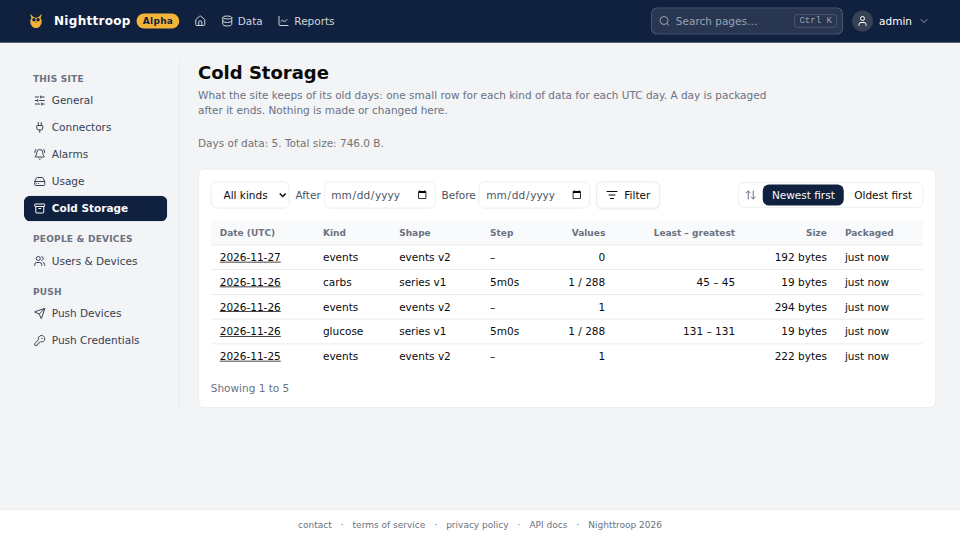 Nighttroop Alpha Data Reports Search pages... Ctrl K admin
THIS SITE
General
Connectors
Alarms
Usage
Cold Storage
PEOPLE & DEVICES
Users & Devices
PUSH
Push Devices
Push Credentials
Cold Storage
What the site keeps of its old days: one small row for each kind of data for each UTC day. A day is packaged
after it ends. Nothing is made or changed here.
Days of data: 5. Total size: 746.0 B.
All kinds After mm/dd/yyyy Before mm/dd/yyyy Filter Newest first Oldest first
Date (UTC) Kind Shape Step Values Least – greatest Size Packaged
2026-11-27 events events v2 – 0 192 bytes just now
2026-11-26 carbs series v1 5m0s 1 / 288 45 – 45 19 bytes just now
2026-11-26 events events v2 – 1 294 bytes just now
2026-11-26 glucose series v1 5m0s 1 / 288 131 – 131 19 bytes just now
2026-11-25 events events v2 – 1 222 bytes just now
Showing 1 to 5
contact · terms of service · privacy policy · API docs · Nighttroop 2026